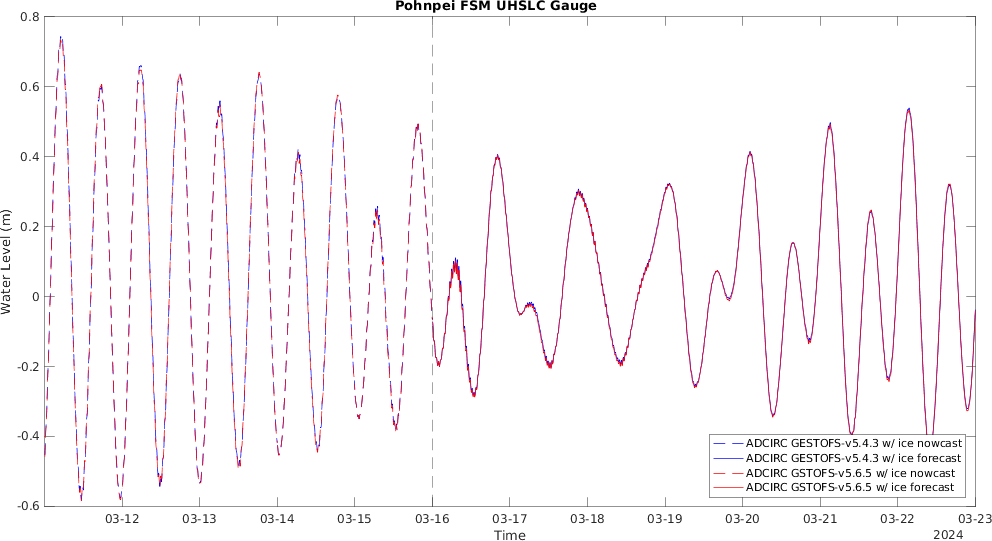 Pohnpei FSM UHSLC Gauge
0.8
0.6
0.4
0.2
0
-0.2
-0.4
-0.6
Water Level (m)
ADCIRC GESTOFS-v5.4.3 w/ ice nowcast
ADCIRC GESTOFS-v5.4.3 w/ ice forecast
ADCIRC GSTOFS-v5.6.5 w/ ice nowcast
ADCIRC GSTOFS-v5.6.5 w/ ice forecast
03-12 03-13 03-14 03-15 03-16 03-17 03-18 03-19 03-20 03-21 03-22 03-23
Time
2024